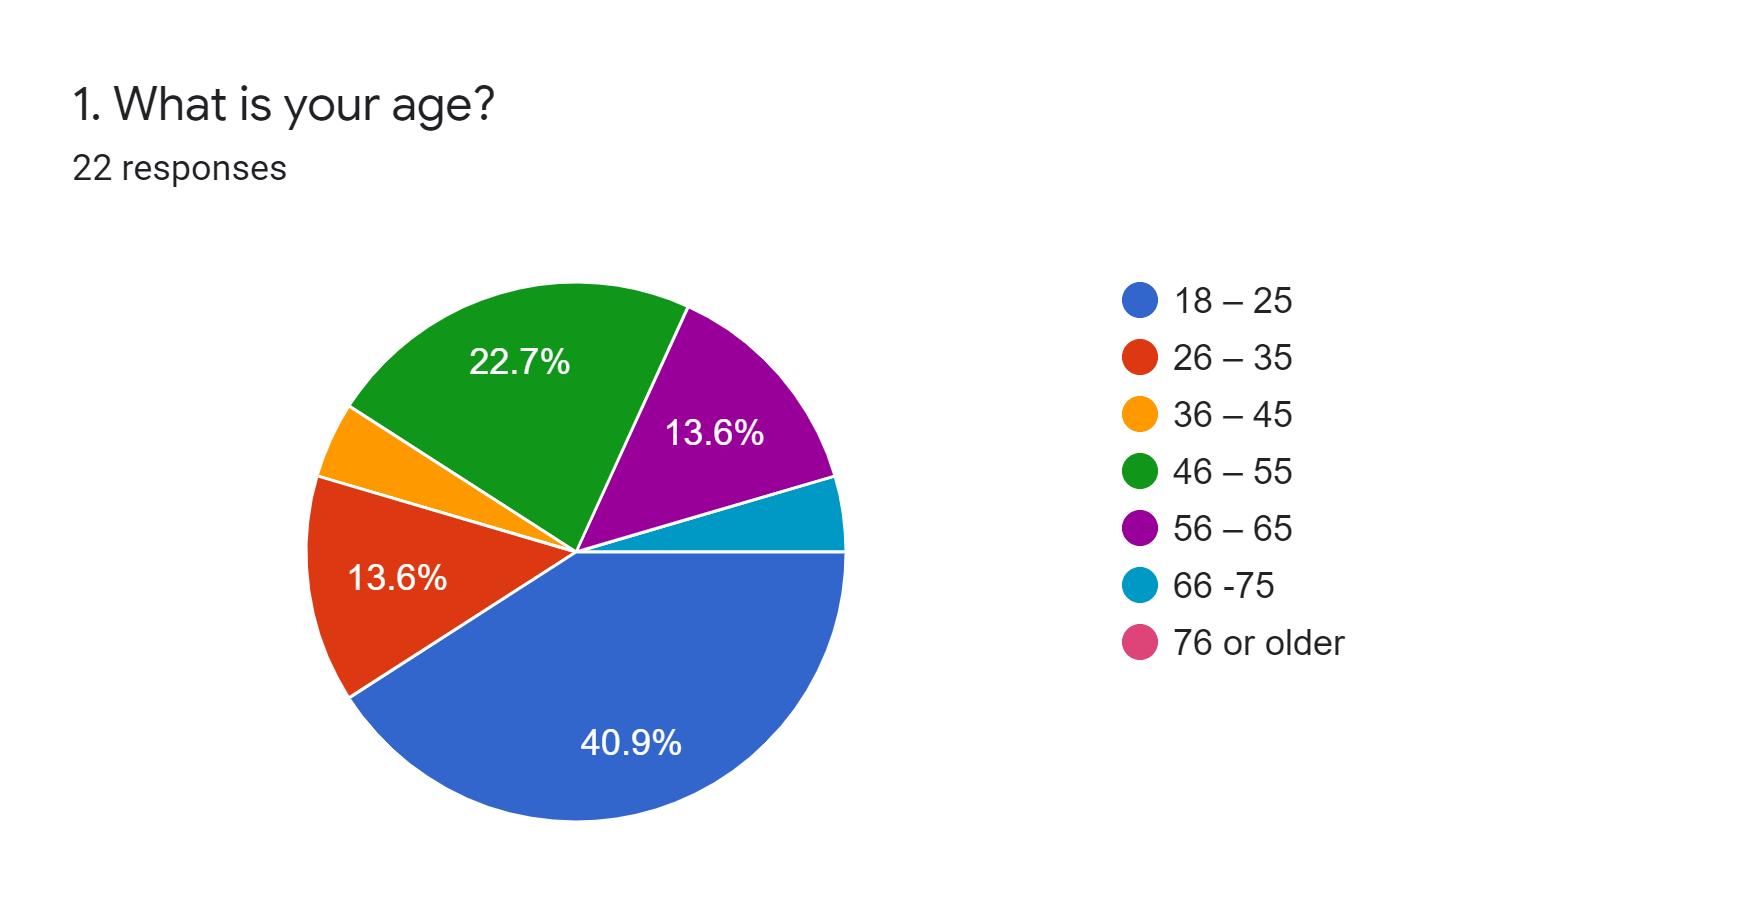 1. What is your age?
22 responses
22.7%
13.6%
13.6%
40.9%
18 – 25
26 – 35
36 – 45
46 – 55
56 – 65
66 -75
76 or older